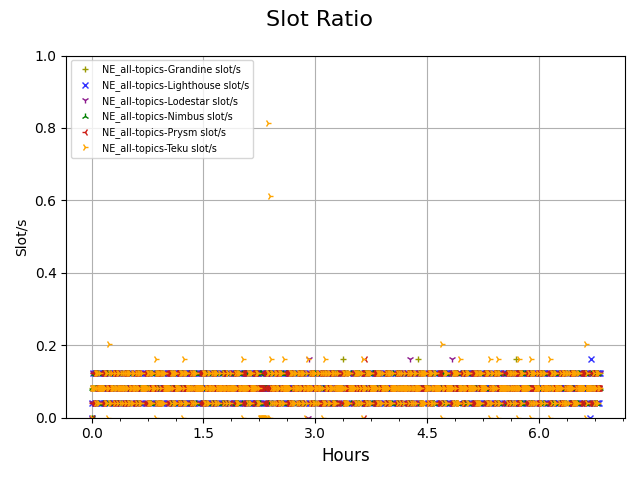 Slot Ratio
1.0
0.8
0.6
0.4
0.2
0.0
Slot/s
NE_all-topics-Grandine slot/s
NE_all-topics-Lighthouse slot/s
NE_all-topics-Lodestar slot/s
NE_all-topics-Nimbus slot/s
NE_all-topics-Prysm slot/s
NE_all-topics-Teku slot/s
0.0 1.5 3.0 4.5 6.0
Hours